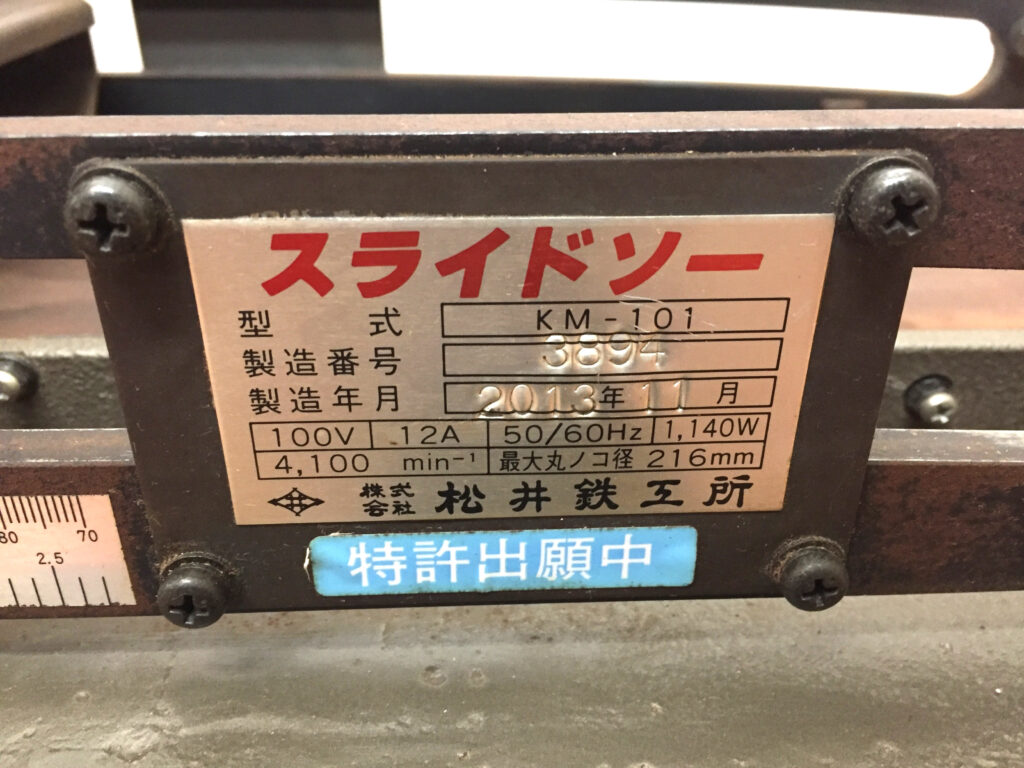 スライドソー
型式 KM-101
製造番号 3894
製造年月 2013年11月
100V 12A 50/60Hz 1,140W
4,100 min⁻¹ 最大丸ノコ径 216mm
株式会社 松井鉄工所
特許出願中
80 70
2.5